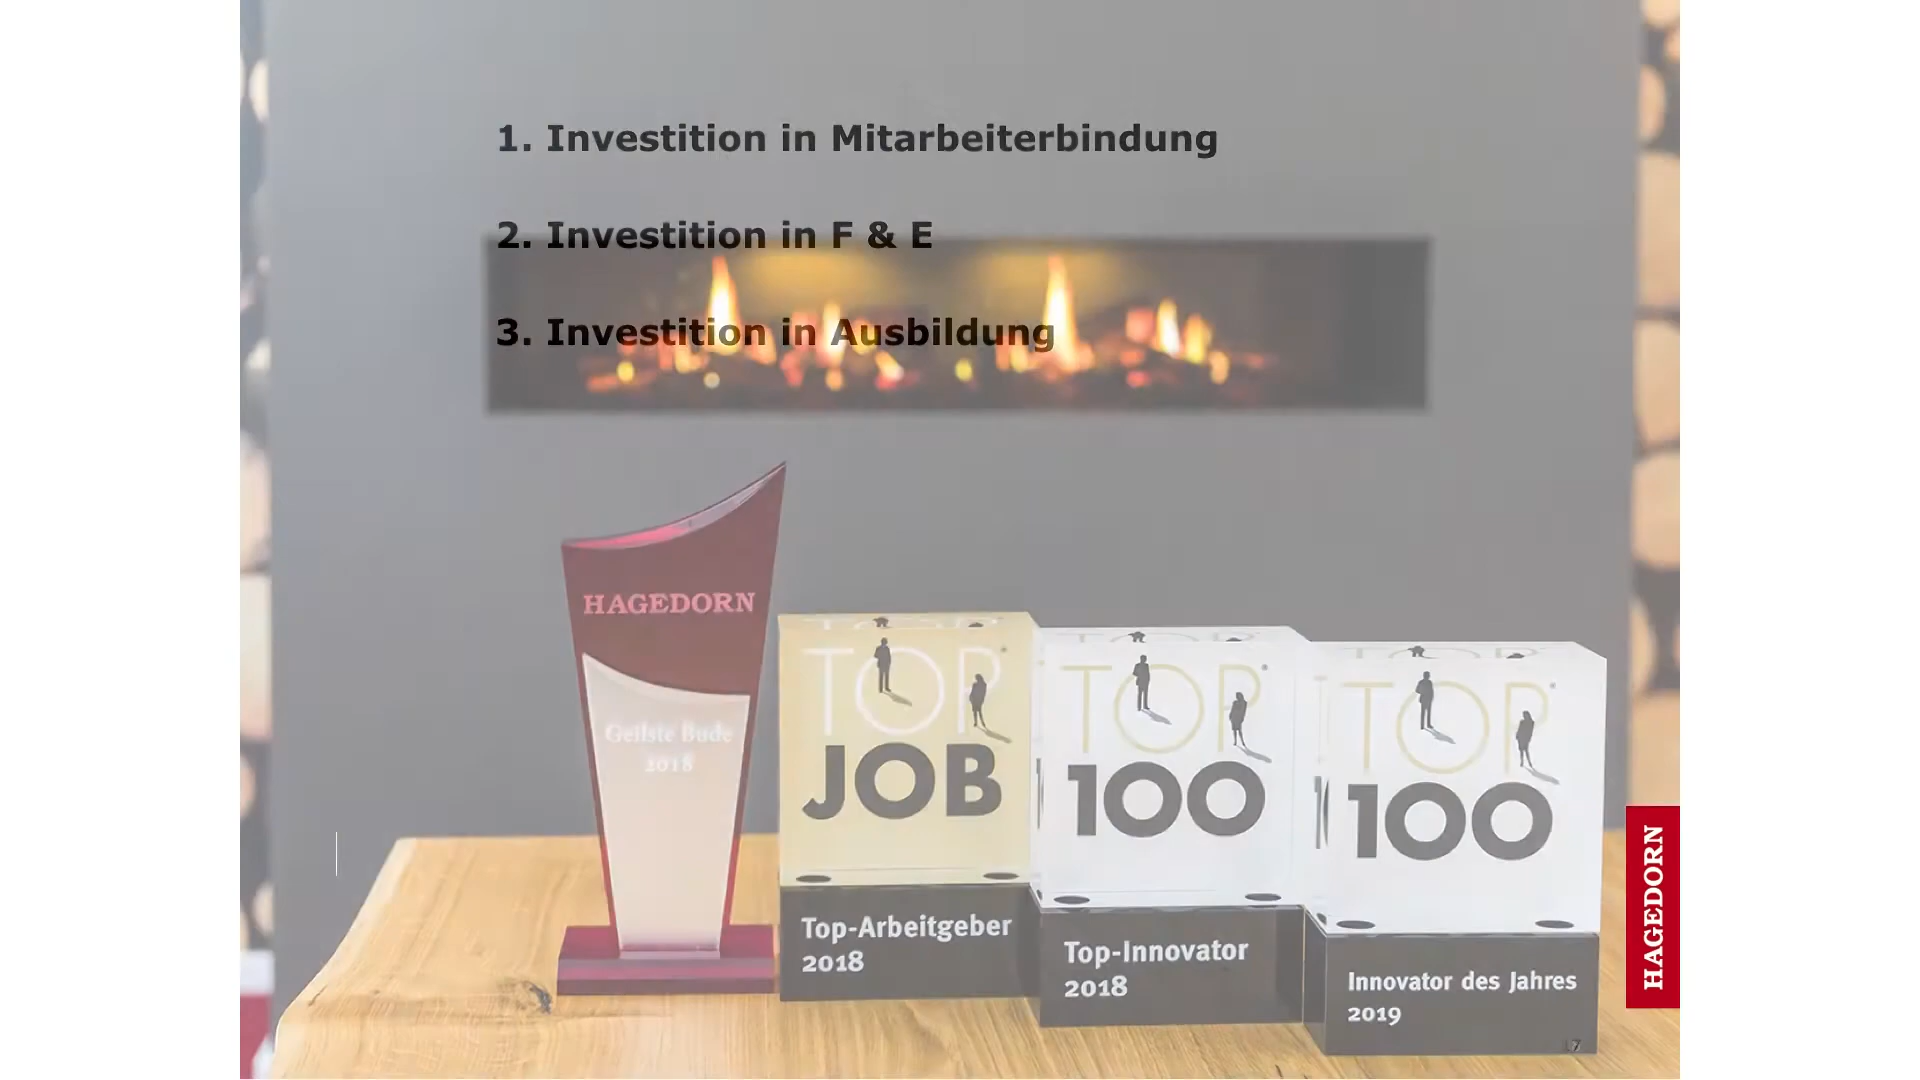 1. Investition in Mitarbeiterbindung
2. Investition in F & E
3. Investition in Ausbildung
HAGEDORN
Geilste Bude
2018
TOP
JOB
Top-Arbeitgeber
2018
TOP
100
Top-Innovator
2018
TOP
100
Innovator des Jahres
2019
HAGEDORN
7